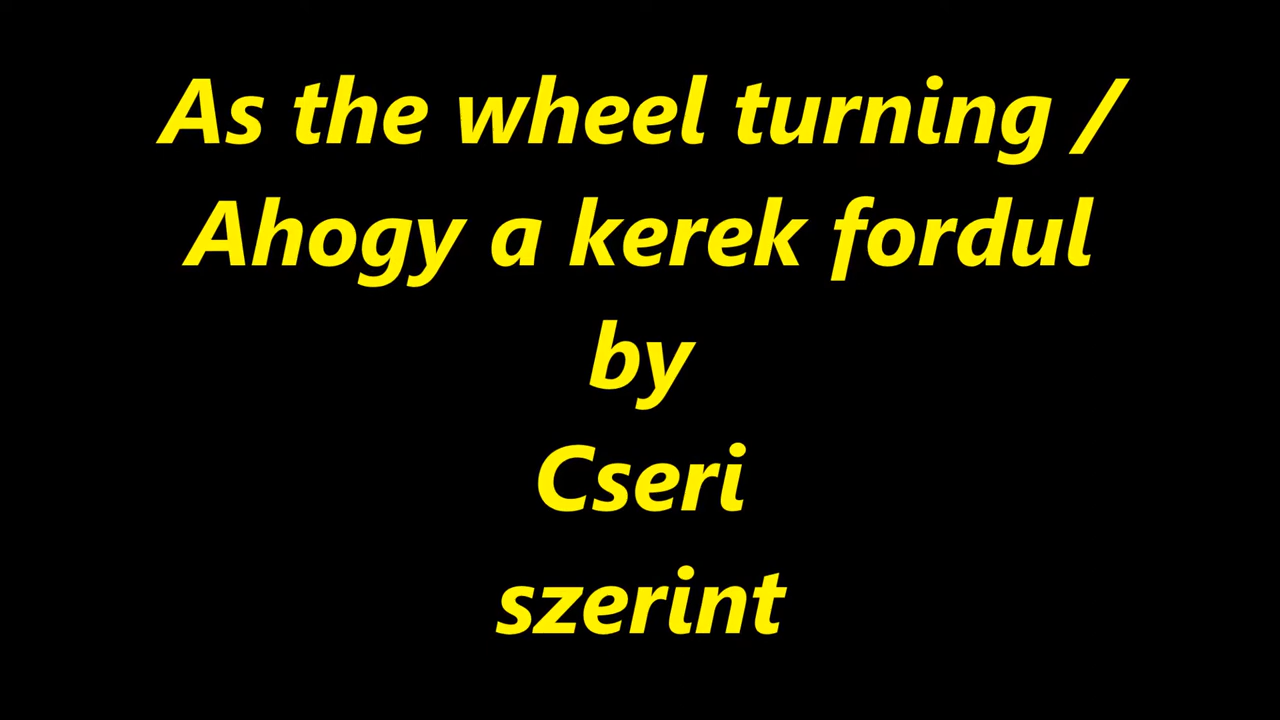 As the wheel turning /
Ahogy a kerek fordul
by
Cseri
szerint